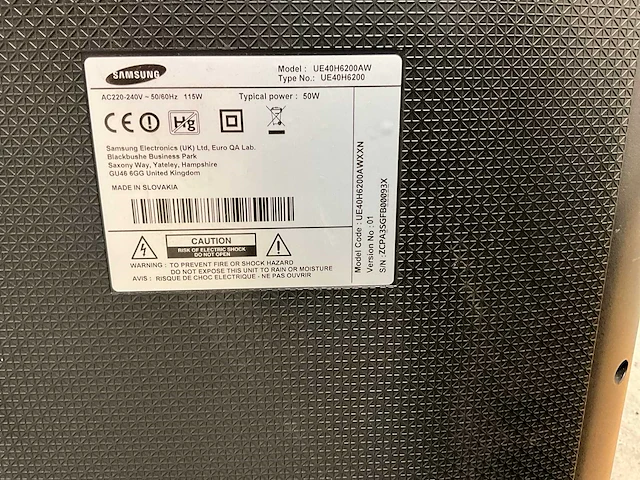 SAMSUNG
Model : UE40H6200AW
Type No.: UE40H6200
AC220-240V ~ 50/60Hz 115W Typical power : 50W
CE Hg
Samsung Electronics (UK) Ltd, Euro QA Lab.
Blackbushe Business Park
Saxony Way, Yateley, Hampshire
GU46 6GG United Kingdom
MADE IN SLOVAKIA
CAUTION
RISK OF ELECTRIC SHOCK
DO NOT OPEN
WARNING : TO PREVENT FIRE OR SHOCK HAZARD
DO NOT EXPOSE THIS UNIT TO RAIN OR MOISTURE
AVIS : RISQUE DE CHOC ELECTRIQUE - NE PAS OUVRIR
Model Code : UE40H6200AWXXN
Version No : 01
S/N : ZCPA3SGFB00093X